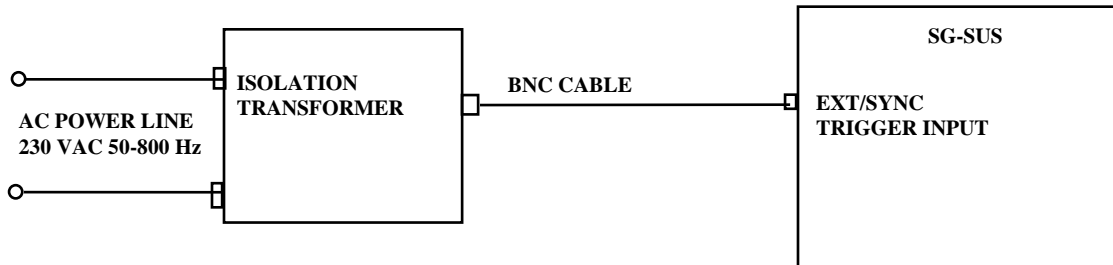 SG-SUS
ISOLATION
TRANSFORMER
BNC CABLE
EXT/SYNC
TRIGGER INPUT
AC POWER LINE
230 VAC 50-800 Hz